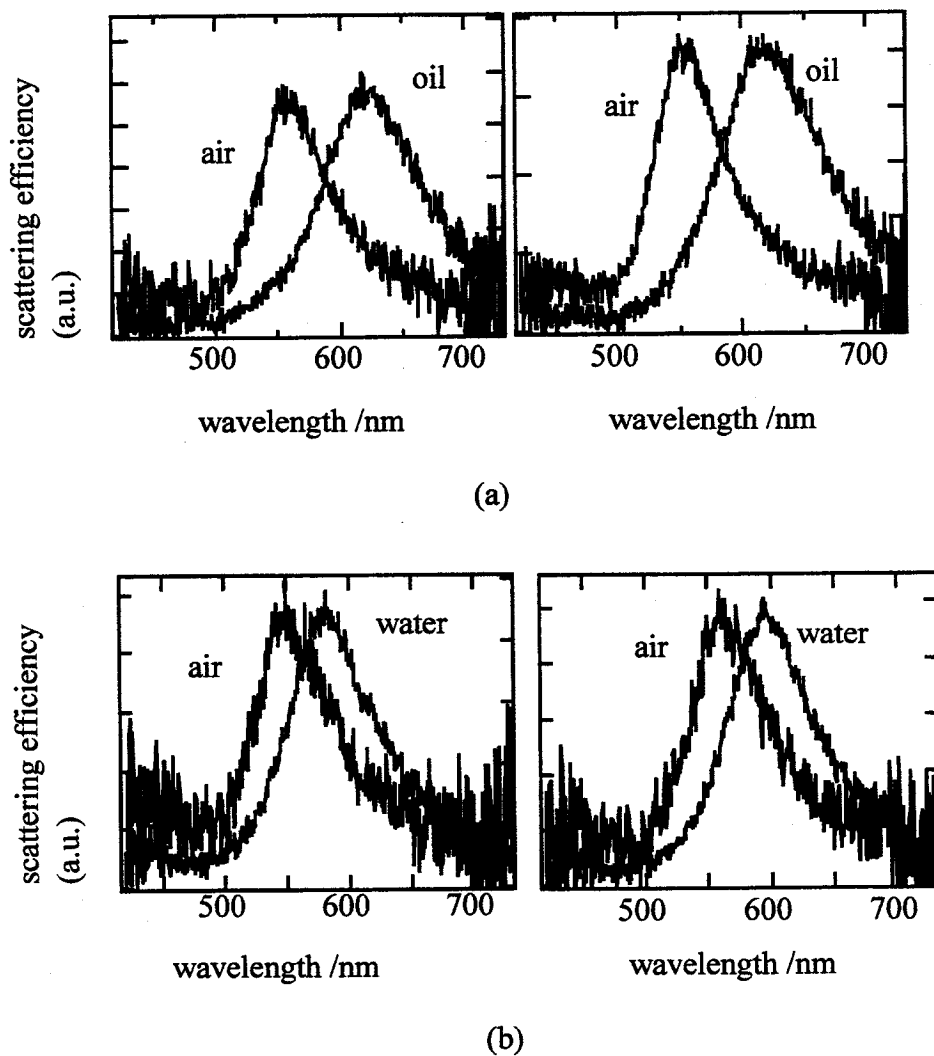 scattering efficiency
(a.u.)
air
oil
air
oil
500
600
700
500
600
700
wavelength /nm
wavelength /nm
(a)
scattering efficiency
(a.u.)
air
water
air
water
500
600
700
500
600
700
wavelength /nm
wavelength /nm
(b)